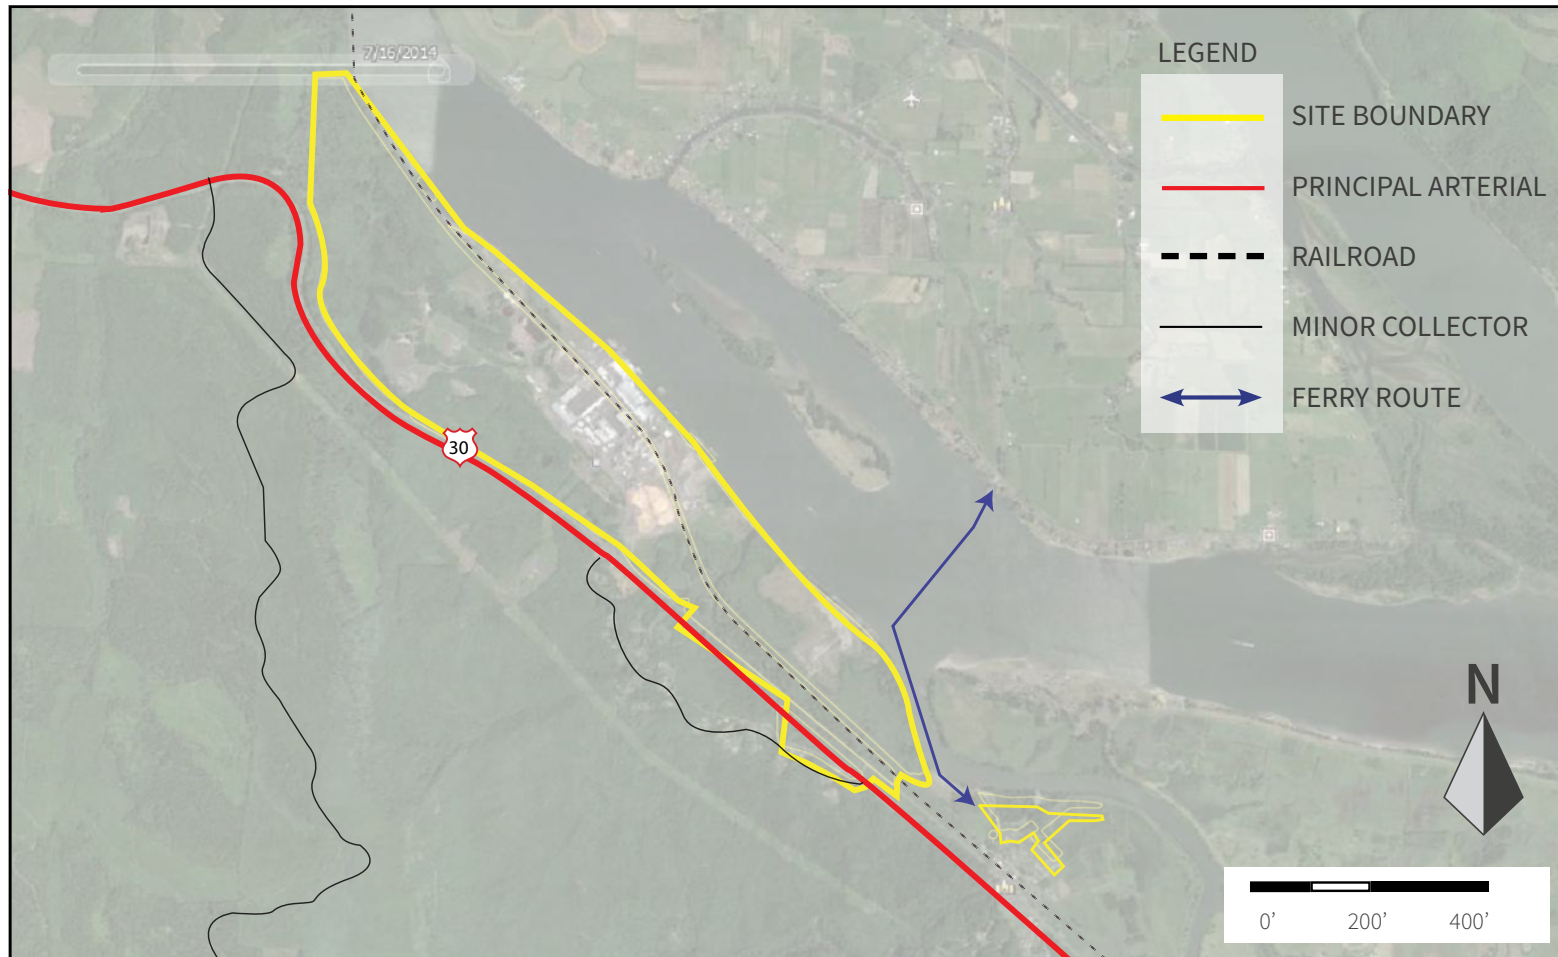 7/16/2014
LEGEND
SITE BOUNDARY
PRINCIPAL ARTERIAL
RAILROAD
MINOR COLLECTOR
FERRY ROUTE
30
N
0’ 200’ 400’